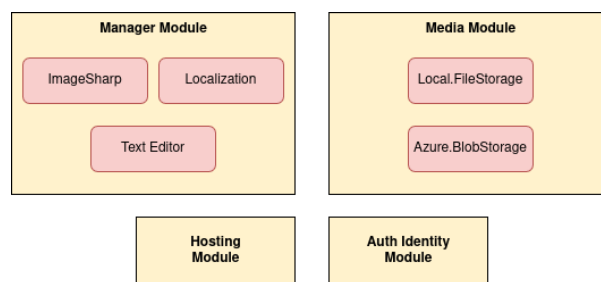 Manager Module
Media Module
ImageSharp
Localization
Local.FileStorage
Text Editor
Azure.BlobStorage
Hosting
Module
Auth Identity
Module